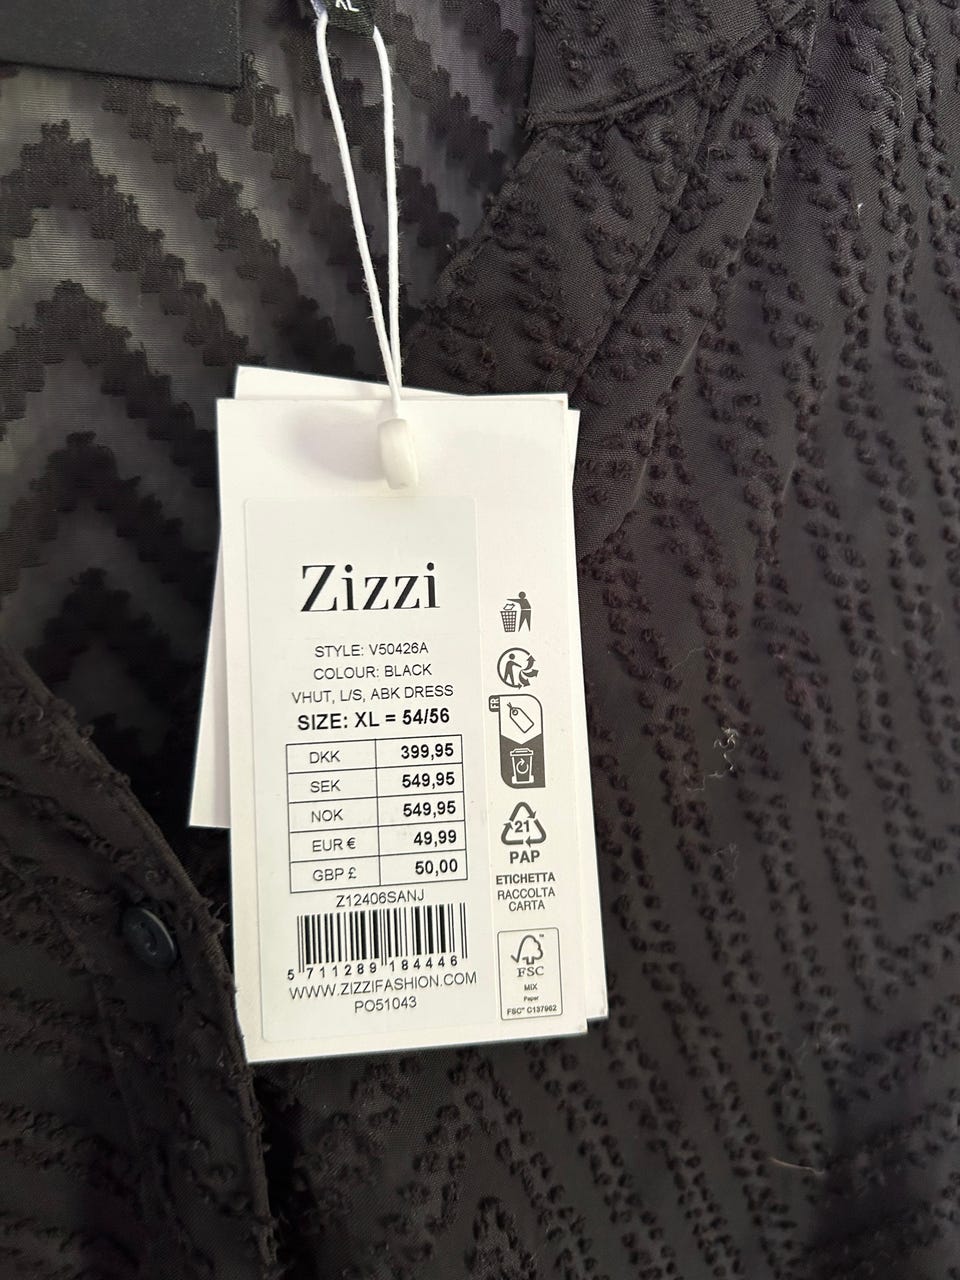 XL
Zizzi
STYLE: V50426A
COLOUR: BLACK
VHUT, L/S, ABK DRESS
SIZE: XL = 54/56
DKK 399,95
SEK 549,95
NOK 549,95
EUR € 49,99
GBP £ 50,00
Z12406SANJ
5 711289 184446
WWW.ZIZZIFASHION.COM
PO51043
FR
21
PAP
ETICHETTA
RACCOLTA
CARTA
FSC
MIX
Paper
FSC® C137962